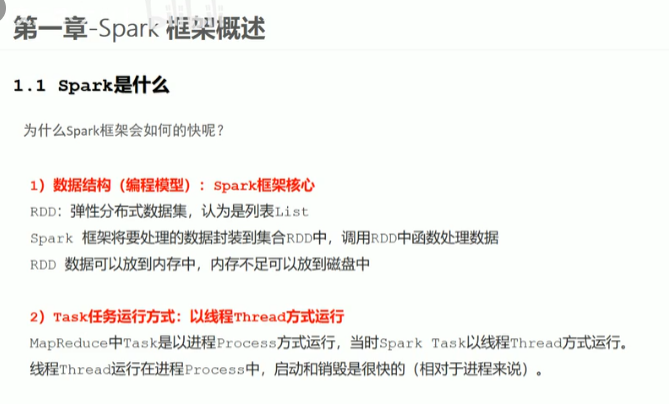 第一章-Spark 框架概述
1.1 Spark是什么
为什么Spark框架会如何的快呢？
1）数据结构（编程模型）：Spark框架核心
RDD：弹性分布式数据集，认为是列表List
Spark 框架将要处理的数据封装到集合RDD中，调用RDD中函数处理数据
RDD 数据可以放到内存中，内存不足可以放到磁盘中
2）Task任务运行方式：以线程Thread方式运行
MapReduce中Task是以进程Process方式运行，当时Spark Task以线程Thread方式运行。
线程Thread运行在进程Process中，启动和销毁是很快的（相对于进程来说）。